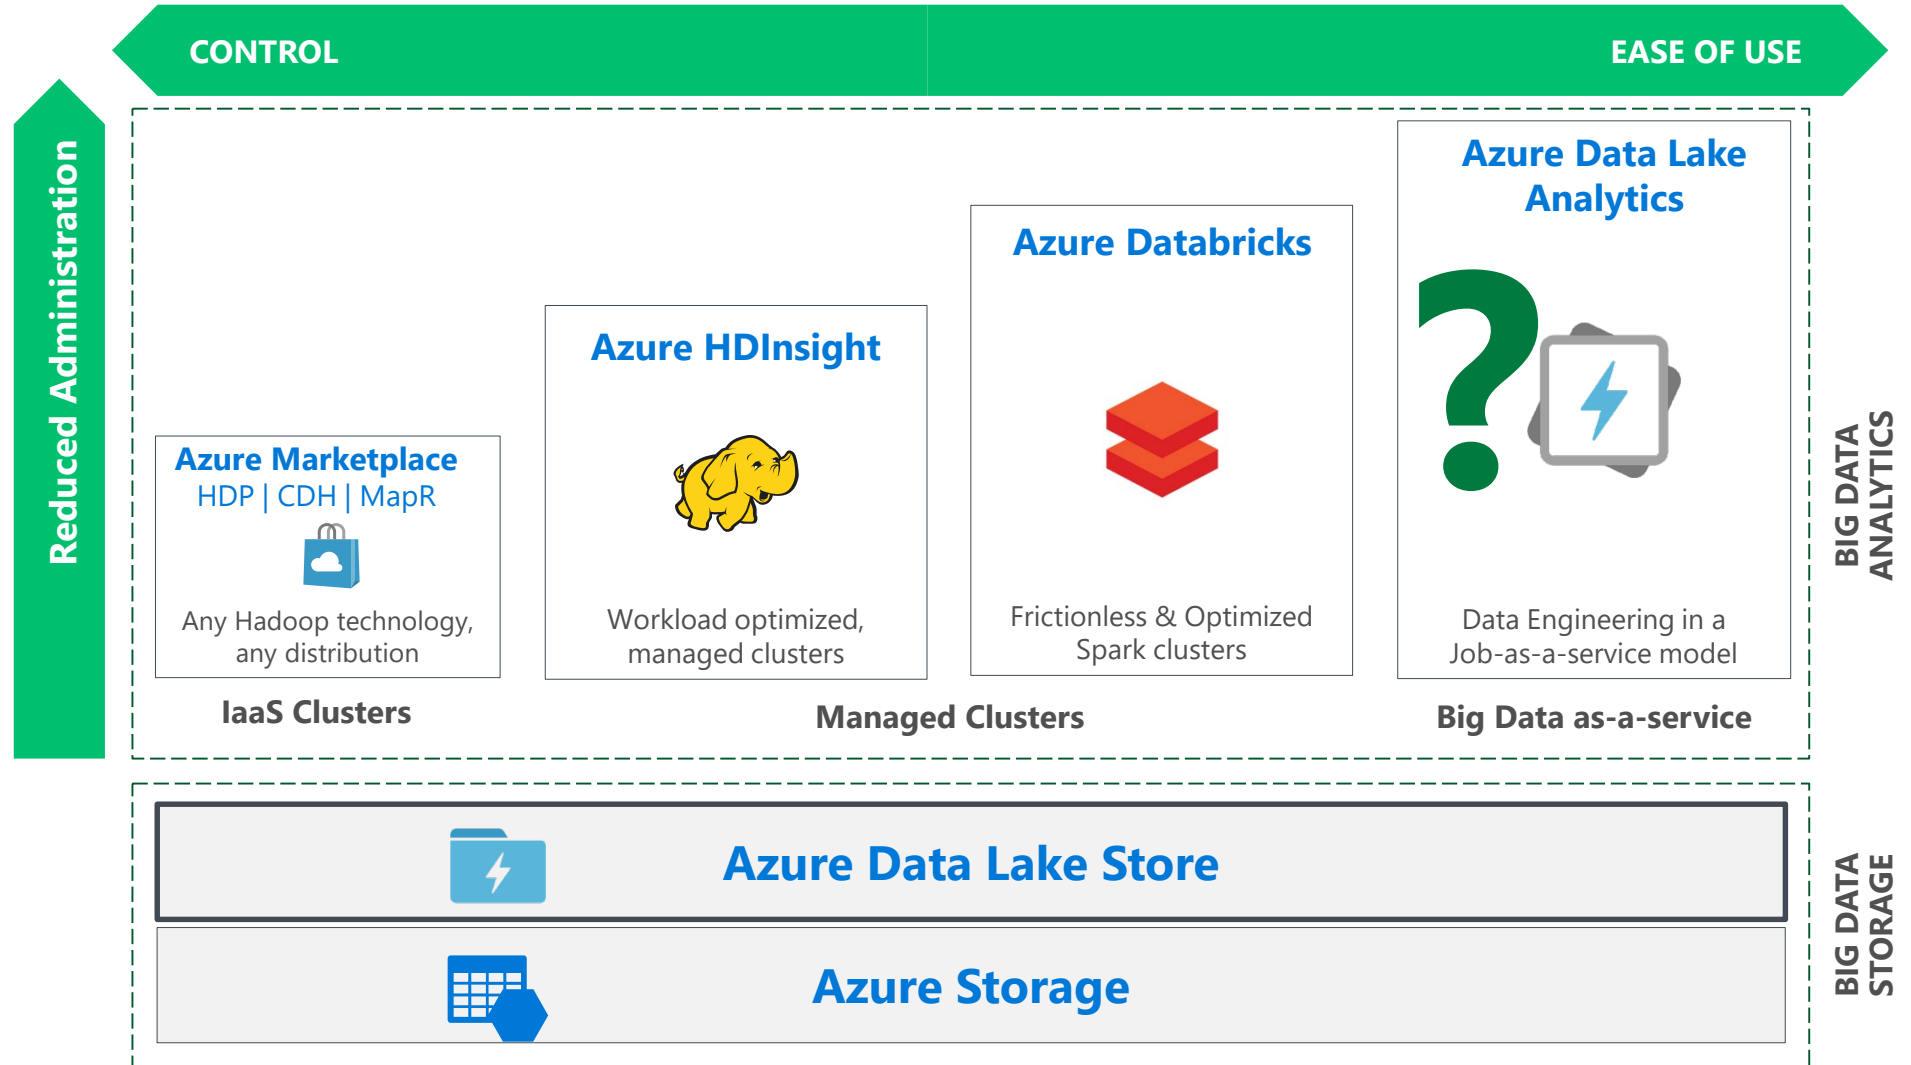 CONTROL
EASE OF USE
Reduced Administration
Azure Marketplace
HDP | CDH | MapR
Any Hadoop technology,
any distribution
IaaS Clusters
Azure HDInsight
Workload optimized,
managed clusters
Azure Databricks
Frictionless & Optimized
Spark clusters
Managed Clusters
Azure Data Lake
Analytics
?
Data Engineering in a
Job-as-a-service model
Big Data as-a-service
BIG DATA
ANALYTICS
Azure Data Lake Store
Azure Storage
BIG DATA
STORAGE